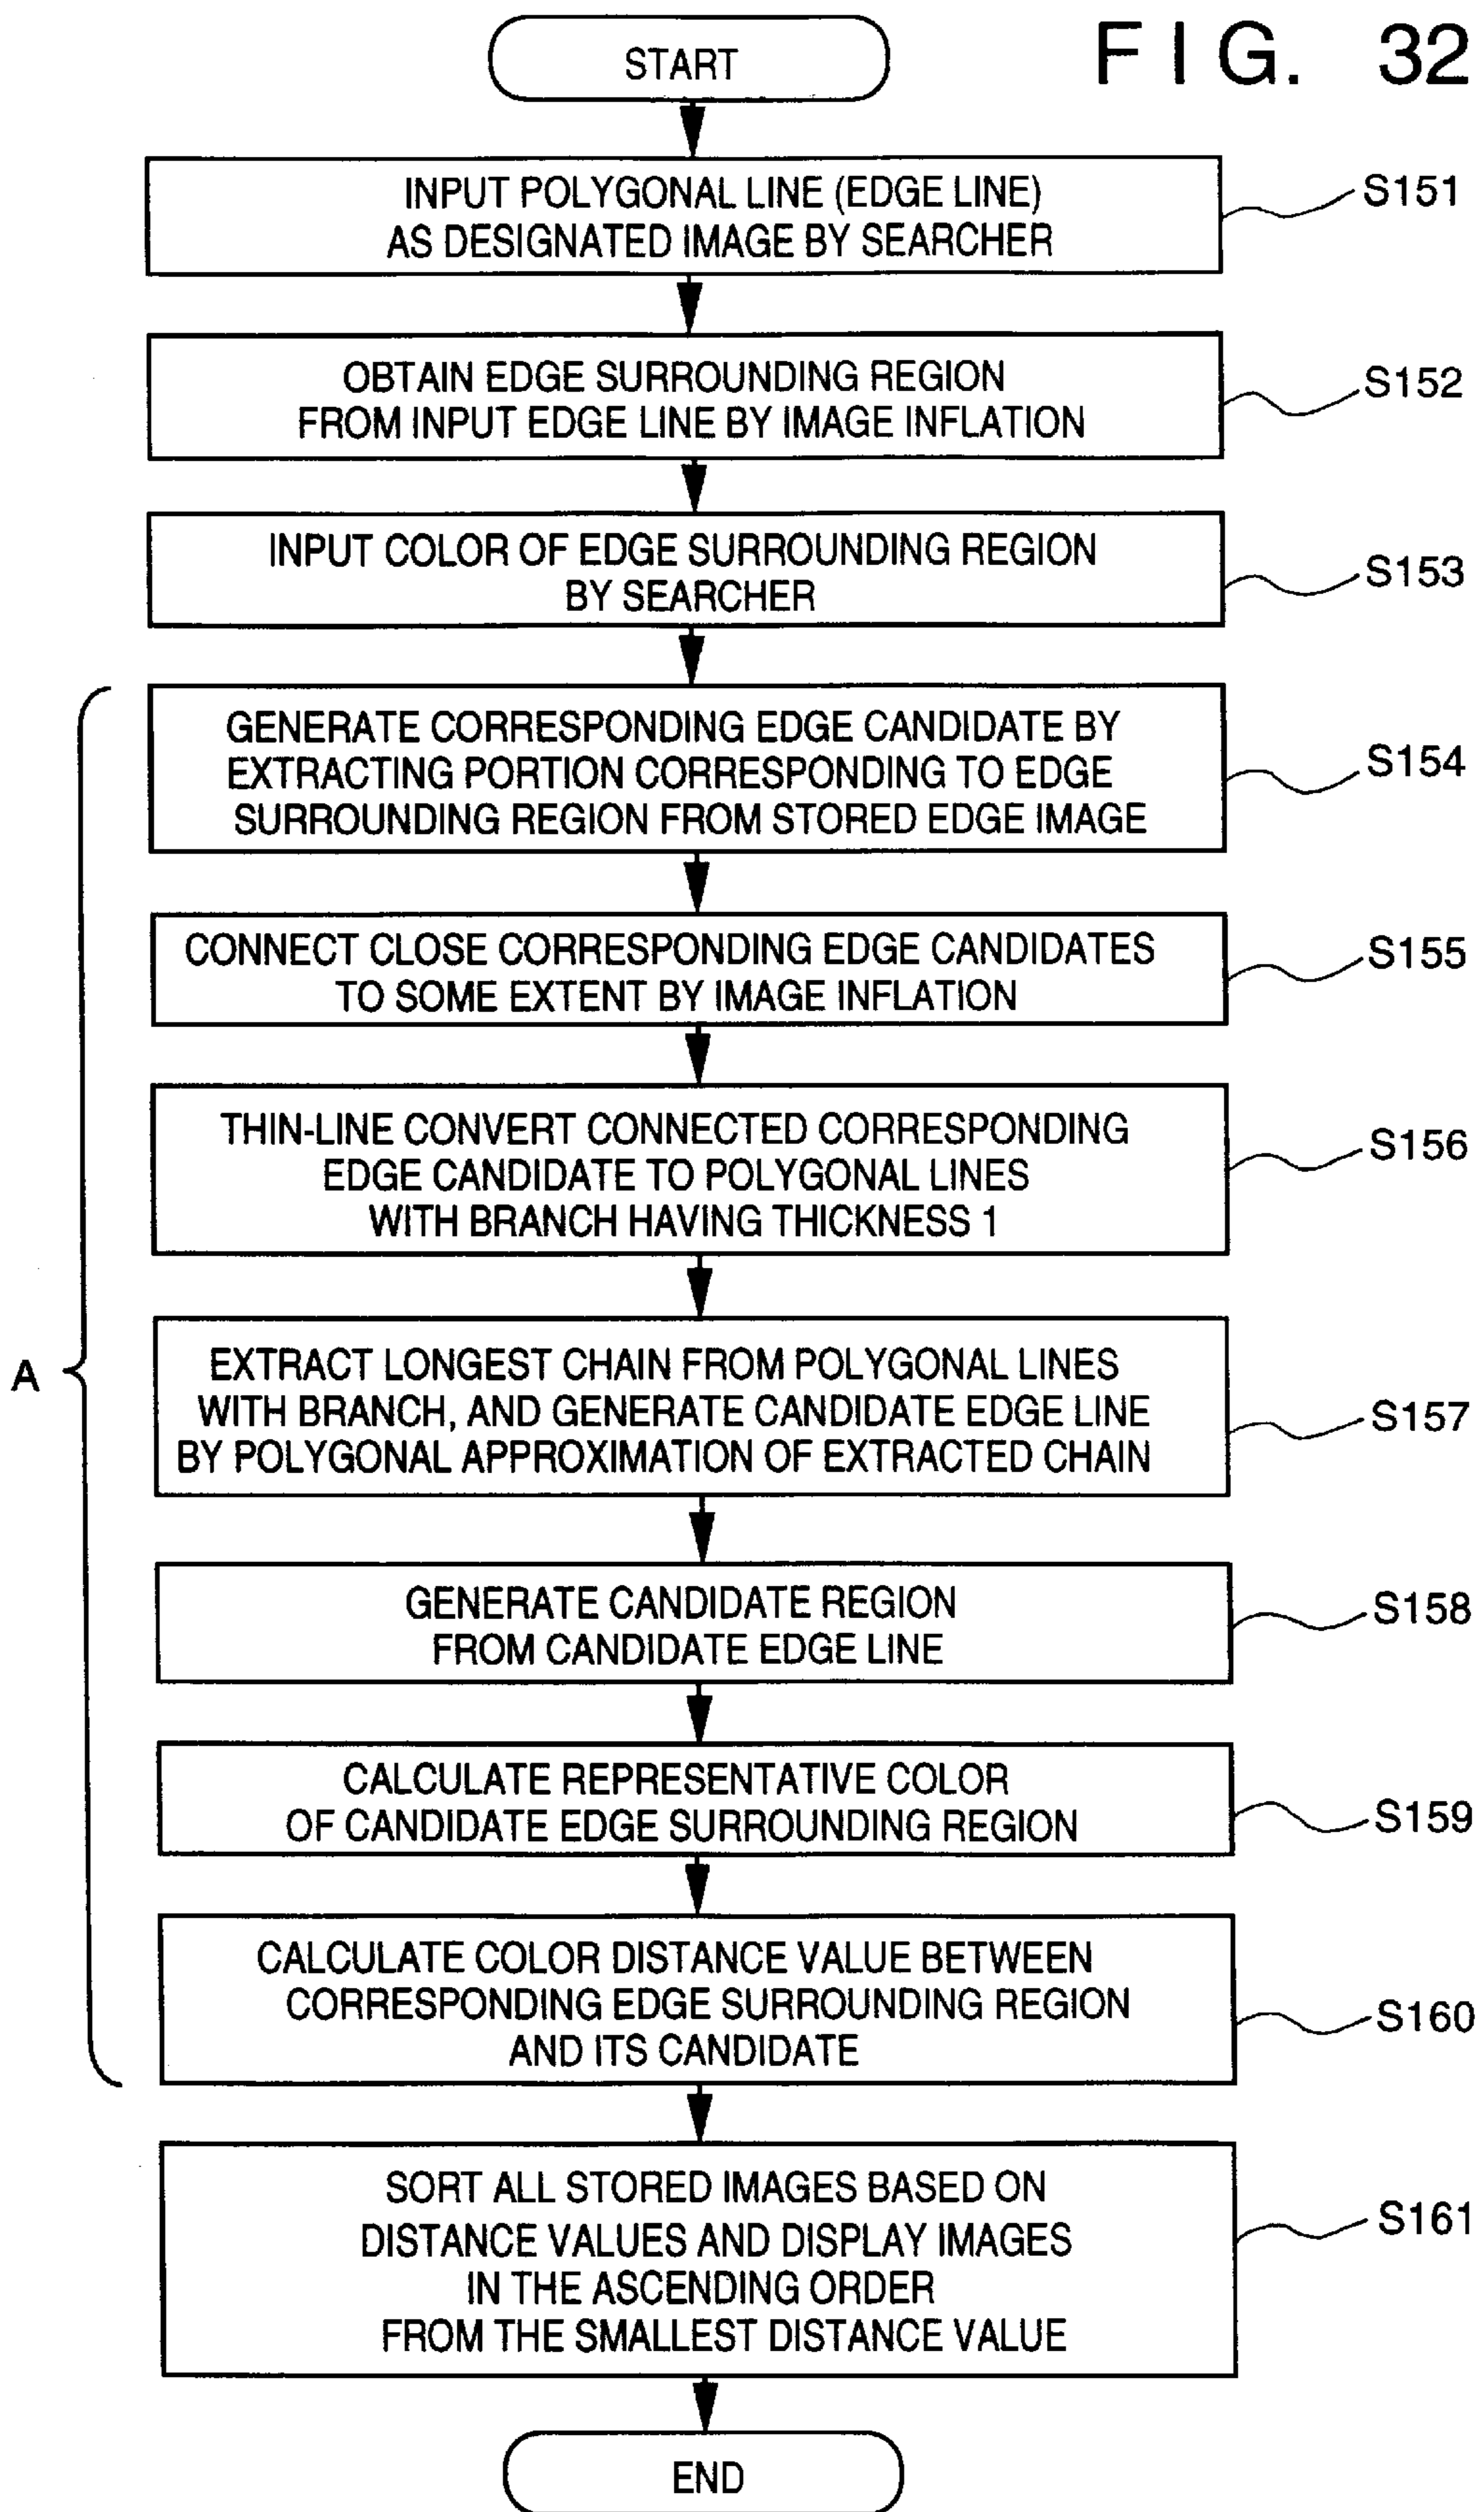 FIG. 32
START
INPUT POLYGONAL LINE (EDGE LINE)
AS DESIGNATED IMAGE BY SEARCHER
S151
OBTAIN EDGE SURROUNDING REGION
FROM INPUT EDGE LINE BY IMAGE INFLATION
S152
INPUT COLOR OF EDGE SURROUNDING REGION
BY SEARCHER
S153
GENERATE CORRESPONDING EDGE CANDIDATE BY
EXTRACTING PORTION CORRESPONDING TO EDGE
SURROUNDING REGION FROM STORED EDGE IMAGE
S154
CONNECT CLOSE CORRESPONDING EDGE CANDIDATES
TO SOME EXTENT BY IMAGE INFLATION
S155
THIN-LINE CONVERT CONNECTED CORRESPONDING
EDGE CANDIDATE TO POLYGONAL LINES
WITH BRANCH HAVING THICKNESS 1
S156
A
EXTRACT LONGEST CHAIN FROM POLYGONAL LINES
WITH BRANCH, AND GENERATE CANDIDATE EDGE LINE
BY POLYGONAL APPROXIMATION OF EXTRACTED CHAIN
S157
GENERATE CANDIDATE REGION
FROM CANDIDATE EDGE LINE
S158
CALCULATE REPRESENTATIVE COLOR
OF CANDIDATE EDGE SURROUNDING REGION
S159
CALCULATE COLOR DISTANCE VALUE BETWEEN
CORRESPONDING EDGE SURROUNDING REGION
AND ITS CANDIDATE
S160
SORT ALL STORED IMAGES BASED ON
DISTANCE VALUES AND DISPLAY IMAGES
IN THE ASCENDING ORDER
FROM THE SMALLEST DISTANCE VALUE
S161
END